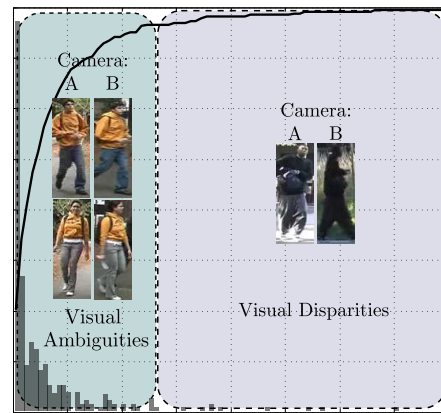 Camera:
A B
Visual
Ambiguities
Camera:
A B
Visual Disparities